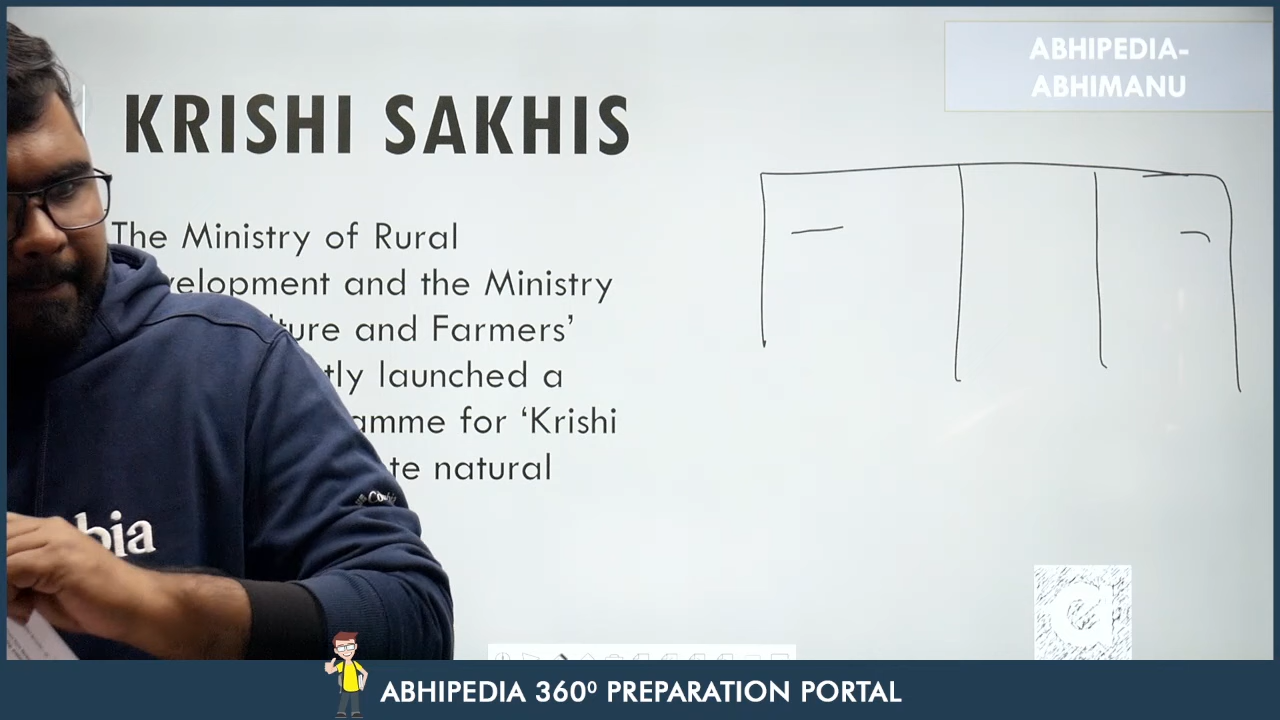 ABHIPEDIA-
ABHIMANU
KRISHI SAKHIS
The Ministry of Rural
velopment and the Ministry
ture and Farmers’
tly launched a
amme for ‘Krishi
te natural
bia
ABHIPEDIA 360⁰ PREPARATION PORTAL